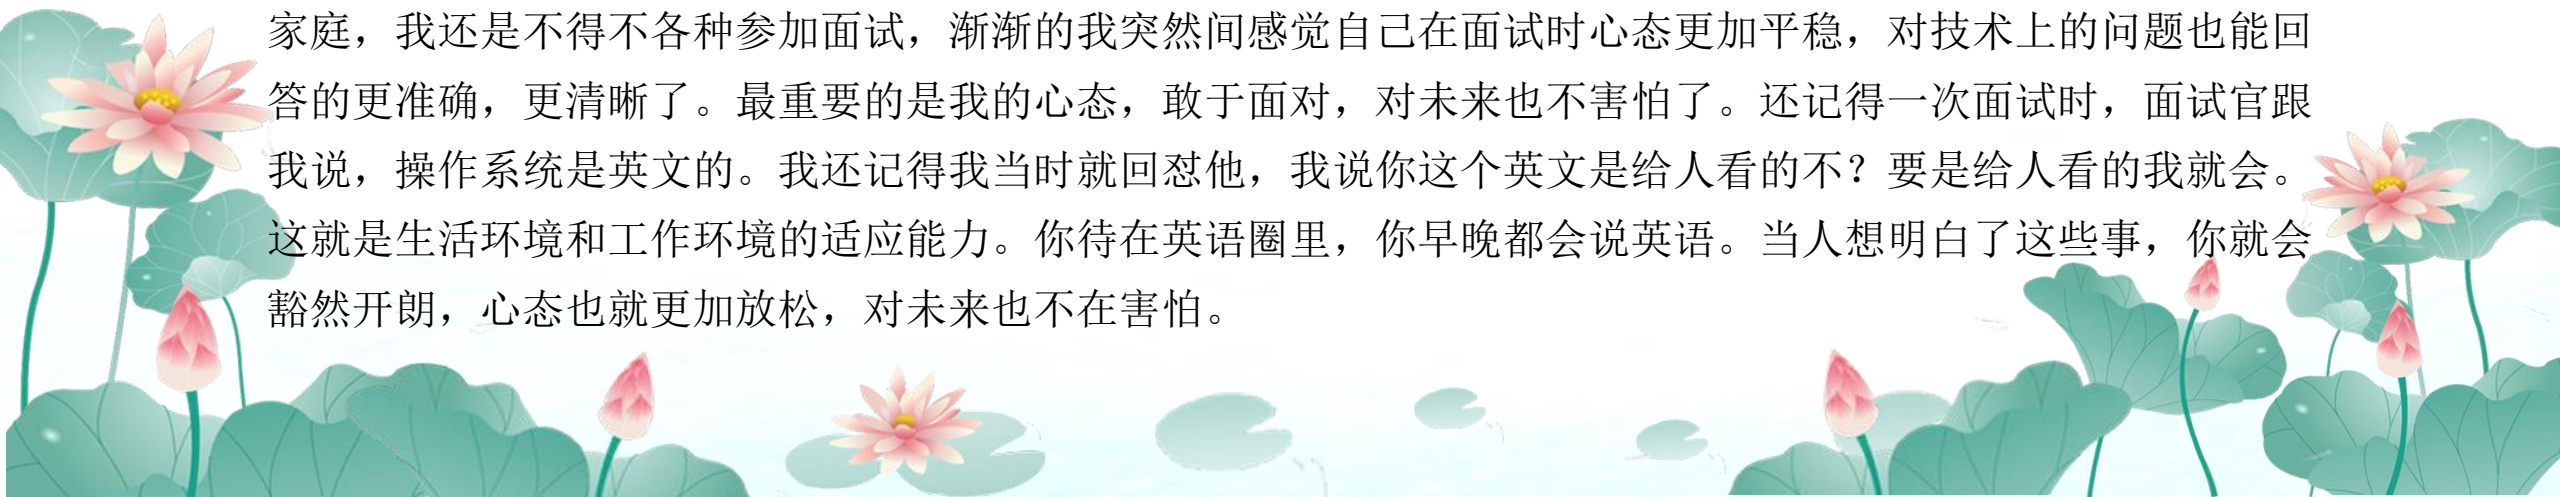 家庭，我还是不得不各种参加面试，渐渐的我突然间感觉自己在面试时心态更加平稳，对技术上的问题也能回
答的更准确，更清晰了。最重要的是我的心态，敢于面对，对未来也不害怕了。还记得一次面试时，面试官跟
我说，操作系统是英文的。我还记得我当时就回怼他，我说你这个英文是给人看的不？要是给人看的我就会。
这就是生活环境和工作环境的适应能力。你待在英语圈里，你早晚都会说英语。当人想明白了这些事，你就会
豁然开朗，心态也就更加放松，对未来也不在害怕。